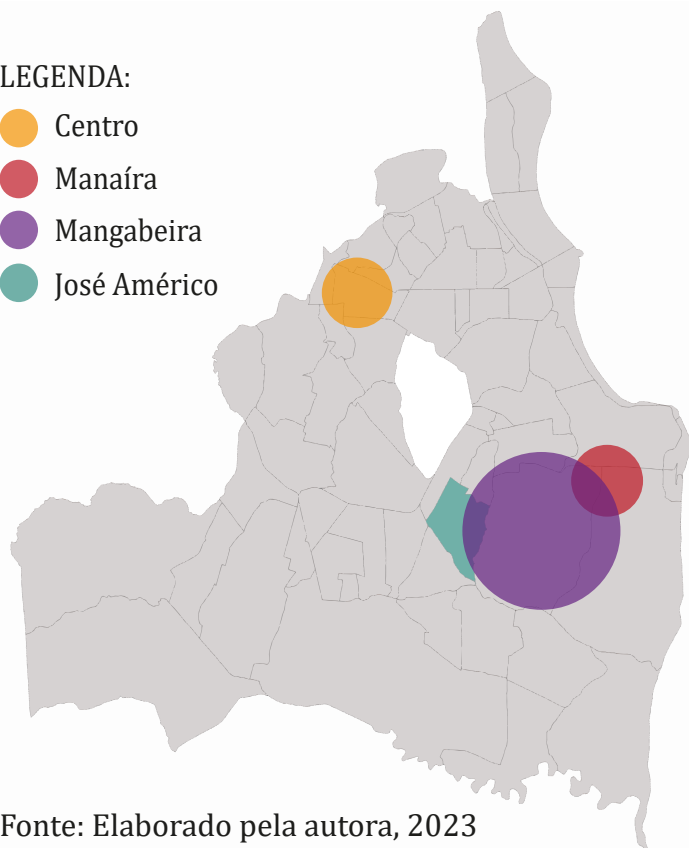 LEGENDA:
Centro
Manaíra
Mangabeira
José Américo
Fonte: Elaborado pela autora, 2023